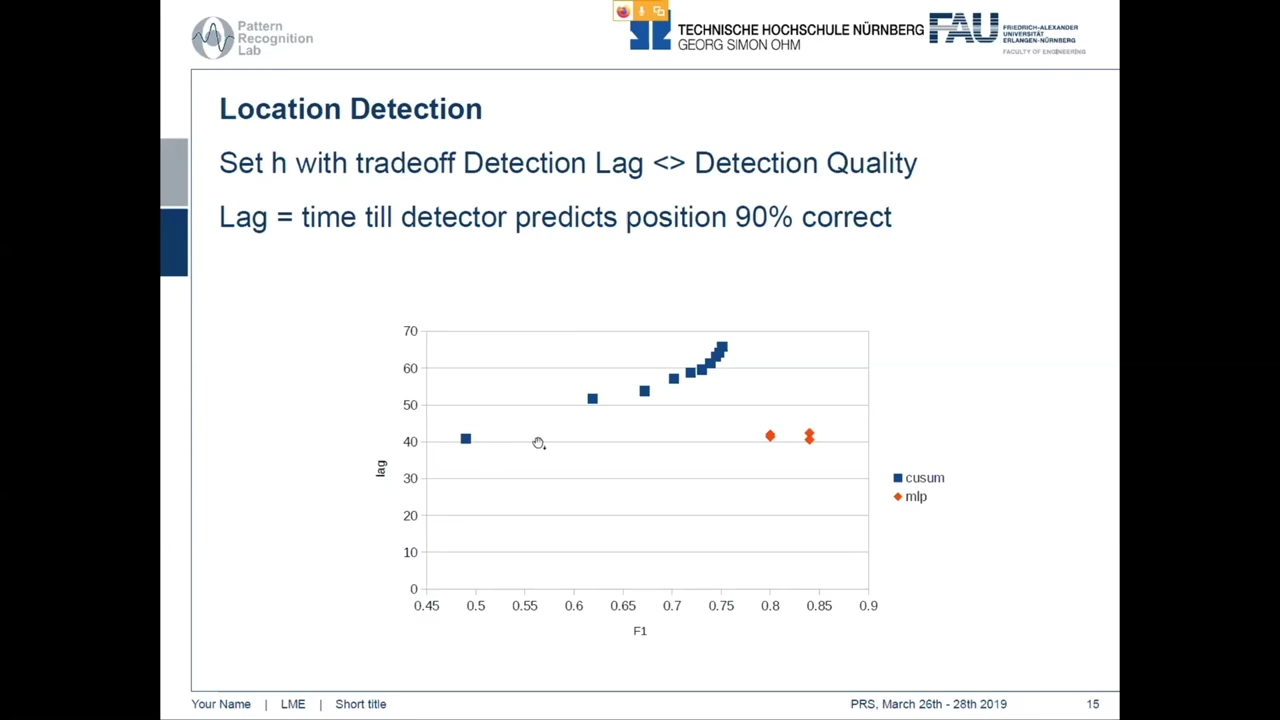 Pattern
Recognition
Lab
TECHNISCHE HOCHSCHULE NÜRNBERG
GEORG SIMON OHM
FAU
FRIEDRICH-ALEXANDER
UNIVERSITÄT
ERLANGEN-NÜRNBERG
FACULTY OF ENGINEERING
Location Detection
Set h with tradeoff Detection Lag <> Detection Quality
Lag = time till detector predicts position 90% correct
70
60
50
40
30
20
10
0
lag
0.45 0.5 0.55 0.6 0.65 0.7 0.75 0.8 0.85 0.9
F1
cusum
mlp
Your Name | LME | Short title PRS, March 26th - 28th 2019 15